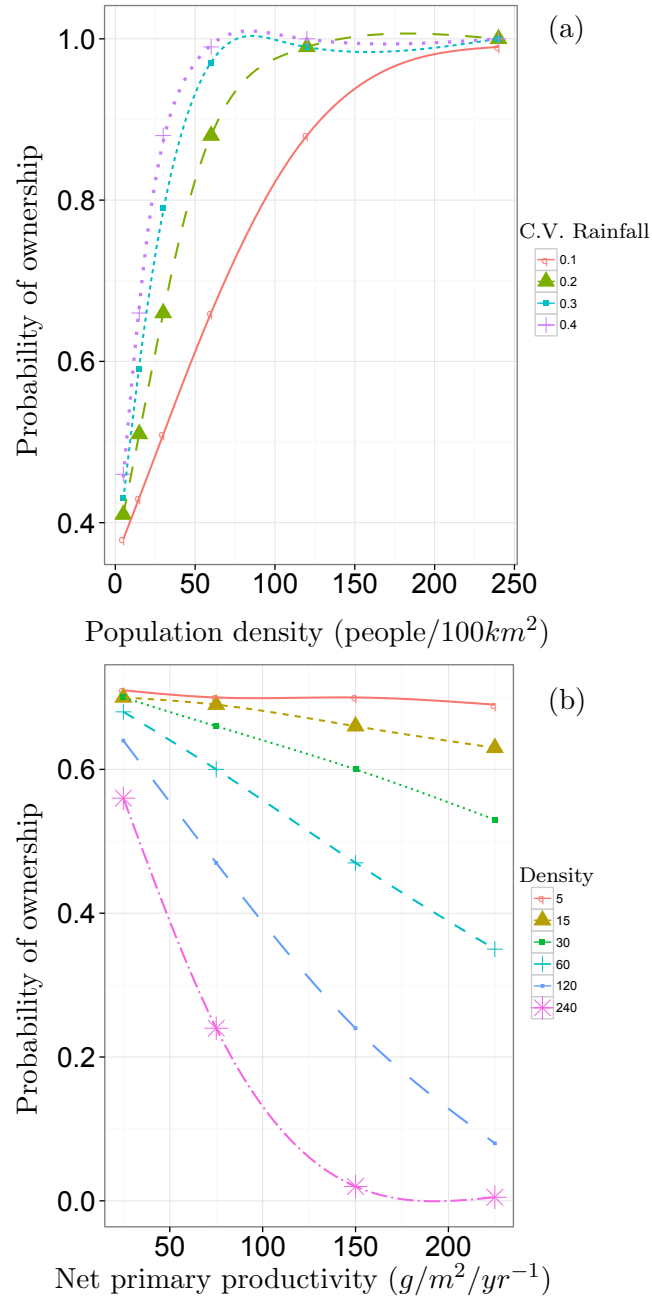 (a)
1.0
0.8
0.6
0.4
Probability of ownership
0 50 100 150 200 250
Population density (people/100km²)
C.V. Rainfall
0.1
0.2
0.3
0.4
(b)
0.6
0.4
0.2
0.0
Probability of ownership
50 100 150 200
Net primary productivity (g/m²/yr⁻¹)
Density
5
15
30
60
120
240